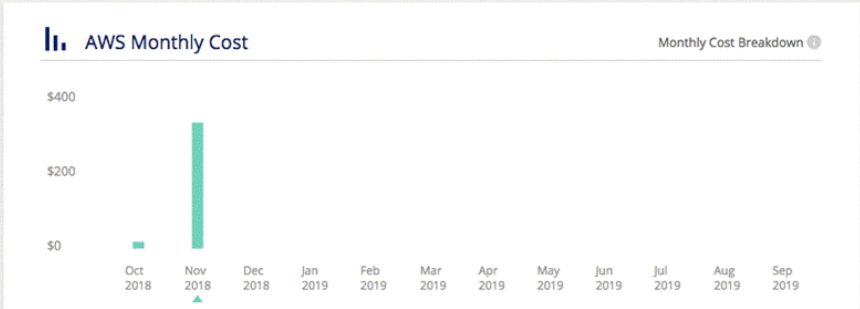 AWS Monthly Cost
Monthly Cost Breakdown
$400
$200
$0
Oct Nov Dec Jan Feb Mar Apr May Jun Jul Aug Sep
2018 2018 2018 2019 2019 2019 2019 2019 2019 2019 2019 2019